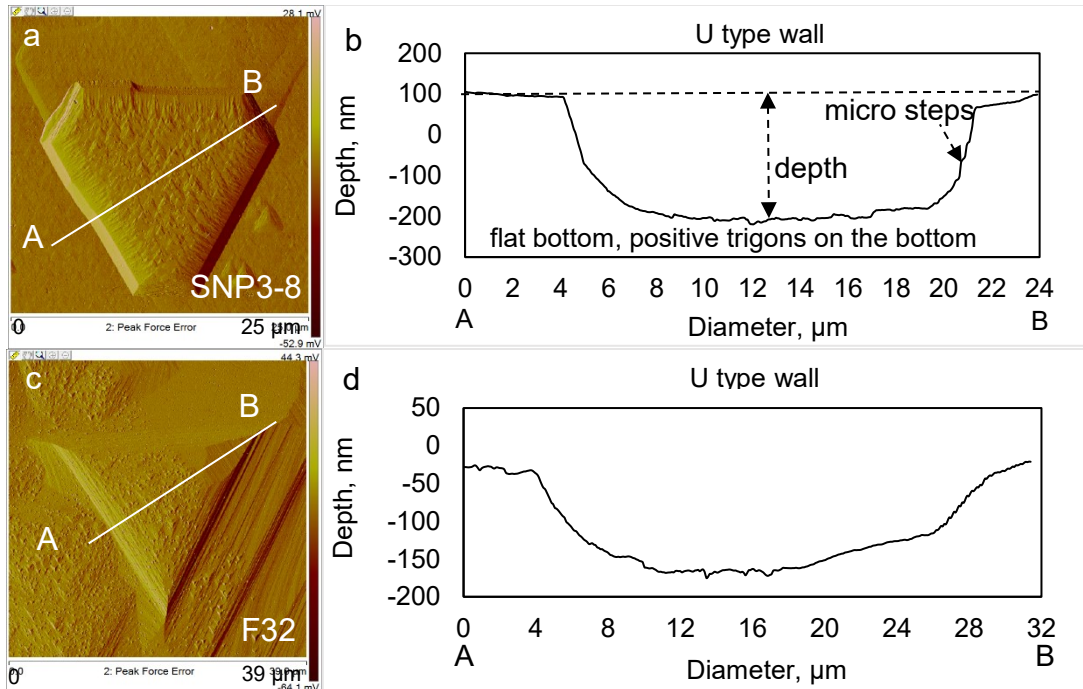 28.1 mV
a
B
A
SNP3-8
0
2: Peak Force Error
25 µm
-52.9 mV
b
U type wall
200
100
0
-100
-200
-300
Depth, nm
micro steps
depth
flat bottom, positive trigons on the bottom
0 2 4 6 8 10 12 14 16 18 20 22 24
A
Diameter, µm
B
44.3 mV
c
B
A
F32
0
2: Peak Force Error
39 µm
-64.1 mV
d
U type wall
50
0
-50
-100
-150
-200
Depth, nm
0 4 8 12 16 20 24 28 32
A
Diameter, µm
B